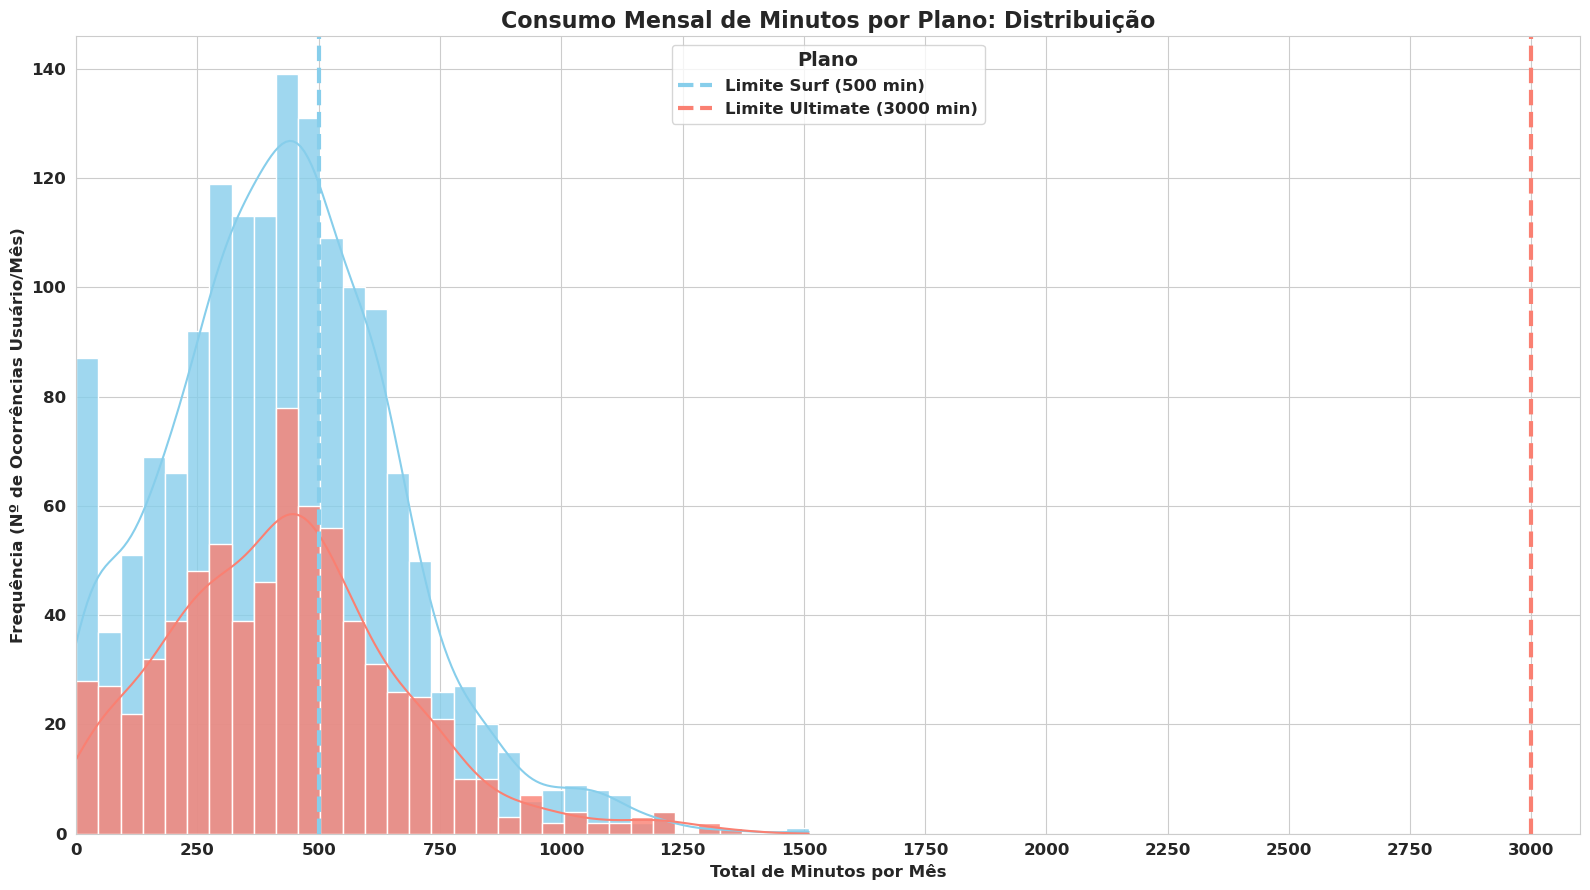 Consumo Mensal de Minutos por Plano: Distribuição
Plano
Limite Surf (500 min)
Limite Ultimate (3000 min)
140
120
100
80
60
40
20
0
Frequência (Nº de Ocorrências Usuário/Mês)
0 250 500 750 1000 1250 1500 1750 2000 2250 2500 2750 3000
Total de Minutos por Mês